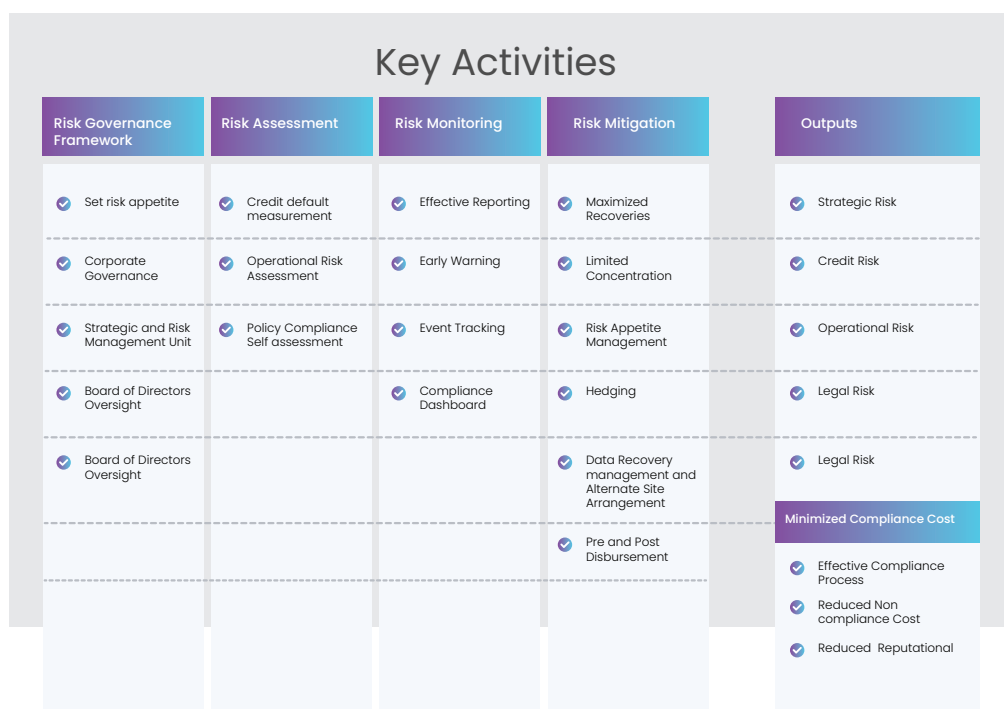 Key Activities
Risk Governance
Framework
Set risk appetite
Corporate
Governance
Strategic and Risk
Management Unit
Board of Directors
Oversight
Board of Directors
Oversight
Risk Assessment
Credit default
measurement
Operational Risk
Assessment
Policy Compliance
Self assessment
Risk Monitoring
Effective Reporting
Early Warning
Event Tracking
Compliance
Dashboard
Risk Mitigation
Maximized
Recoveries
Limited
Concentration
Risk Appetite
Management
Hedging
Data Recovery
management and
Alternate Site
Arrangement
Pre and Post
Disbursement
Outputs
Strategic Risk
Credit Risk
Operational Risk
Legal Risk
Legal Risk
Minimized Compliance Cost
Effective Compliance
Process
Reduced Non
compliance Cost
Reduced  Reputational